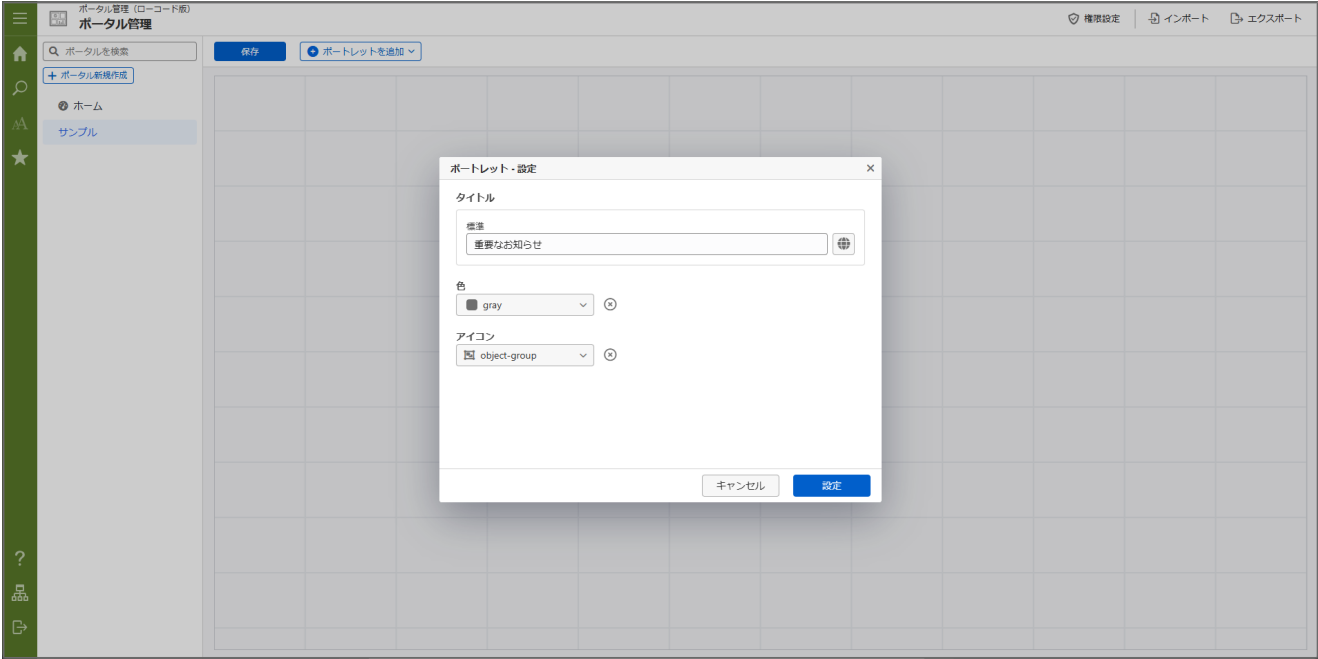 ポータル管理（ローコード版）
ポータル管理
権限設定
インポート
エクスポート
ポータルを検索
保存
ポートレットを追加
ポータル新規作成
ホーム
サンプル
ポートレット - 設定
タイトル
標準
重要なお知らせ
色
gray
アイコン
object-group
キャンセル
設定